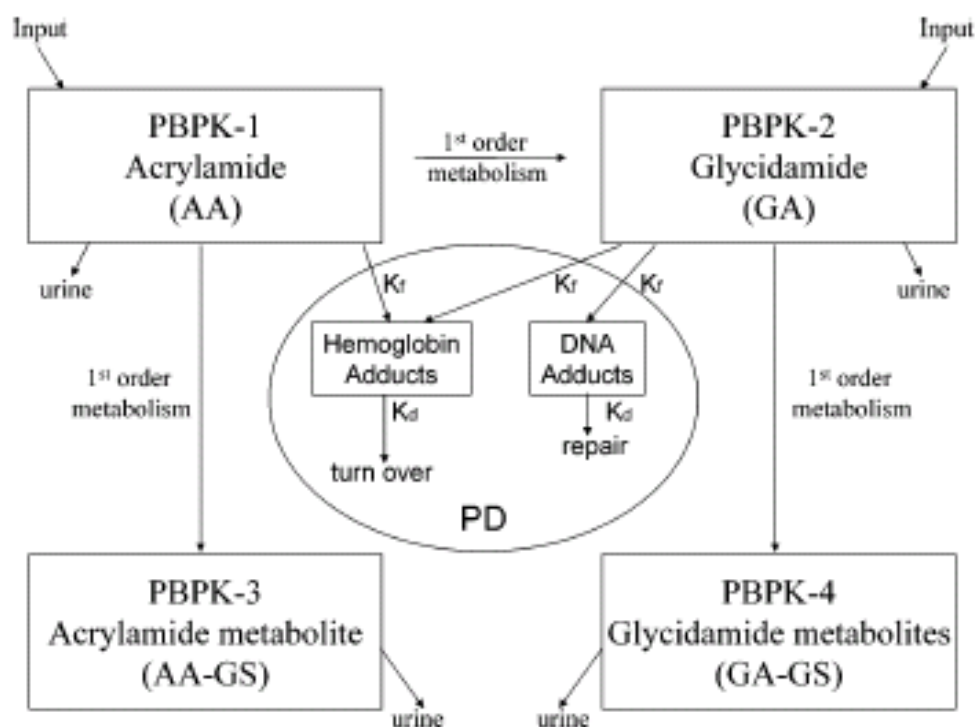 Input
Input
PBPK-1
Acrylamide
(AA)
1st order
metabolism
PBPK-2
Glycidamide
(GA)
urine
urine
Kf
Kf
Kf
Hemoglobin
Adducts
DNA
Adducts
1st order
metabolism
1st order
metabolism
Kd
Kd
turn over
repair
PD
PBPK-3
Acrylamide metabolite
(AA-GS)
PBPK-4
Glycidamide metabolites
(GA-GS)
urine
urine